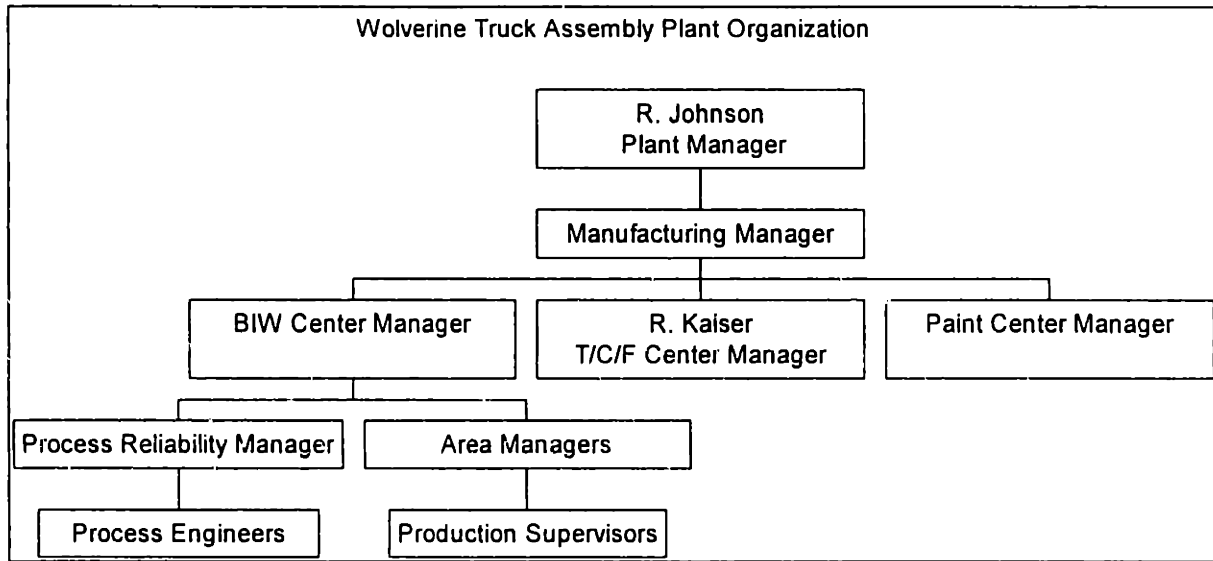 Wolverine Truck Assembly Plant Organization
R. Johnson
Plant Manager
Manufacturing Manager
BIW Center Manager
R. Kaiser
T/C/F Center Manager
Paint Center Manager
Process Reliability Manager
Area Managers
Process Engineers
Production Supervisors